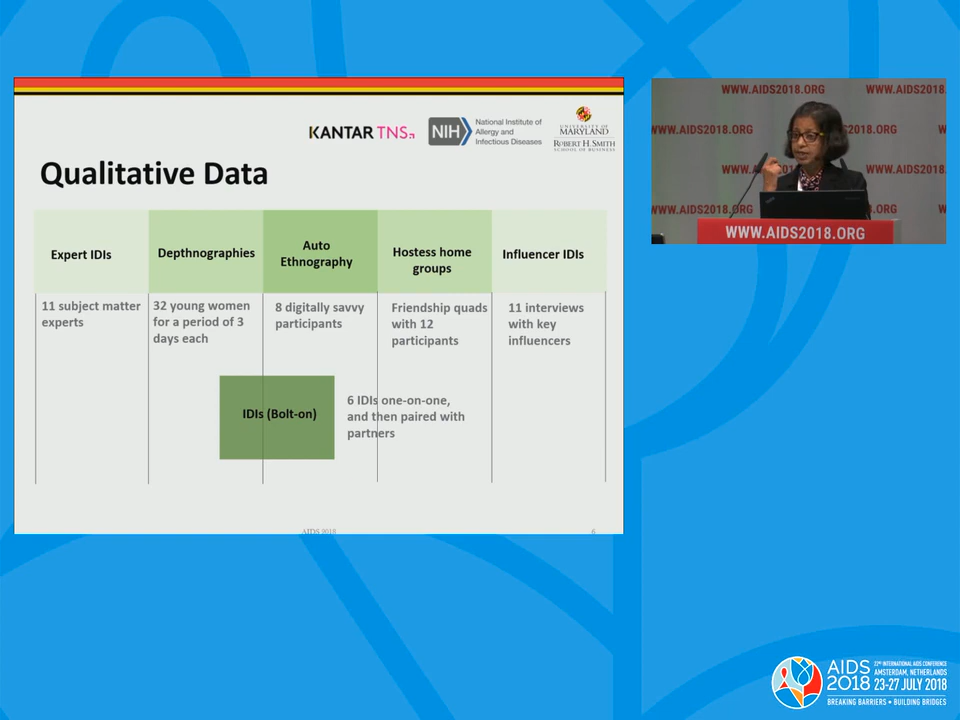 KANTAR TNS
NIH
National Institute of
Allergy and
Infectious Diseases
UNIVERSITY OF
MARYLAND
ROBERT H. SMITH
SCHOOL OF BUSINESS
Qualitative Data
Expert IDIs
Depthnographies
Auto
Ethnography
Hostess home
groups
Influencer IDIs
11 subject matter
experts
32 young women
for a period of 3
days each
8 digitally savvy
participants
Friendship quads
with 12
participants
11 interviews
with key
influencers
IDIs (Bolt-on)
6 IDIs one-on-one,
and then paired with
partners
AIDS 2018
6
WWW.AIDS2018.ORG
WWW.AIDS2018.
WWW.AIDS2018.ORG
AIDS2018.ORG
WWW.A
WW.AIDS2018.ORG
WWW.AIDS2018.ORG
.ORG
WWW.AIDS2018.ORG
AIDS
2018
22ND INTERNATIONAL AIDS CONFERENCE
AMSTERDAM, NETHERLANDS
23-27 JULY 2018
BREAKING BARRIERS • BUILDING BRIDGES